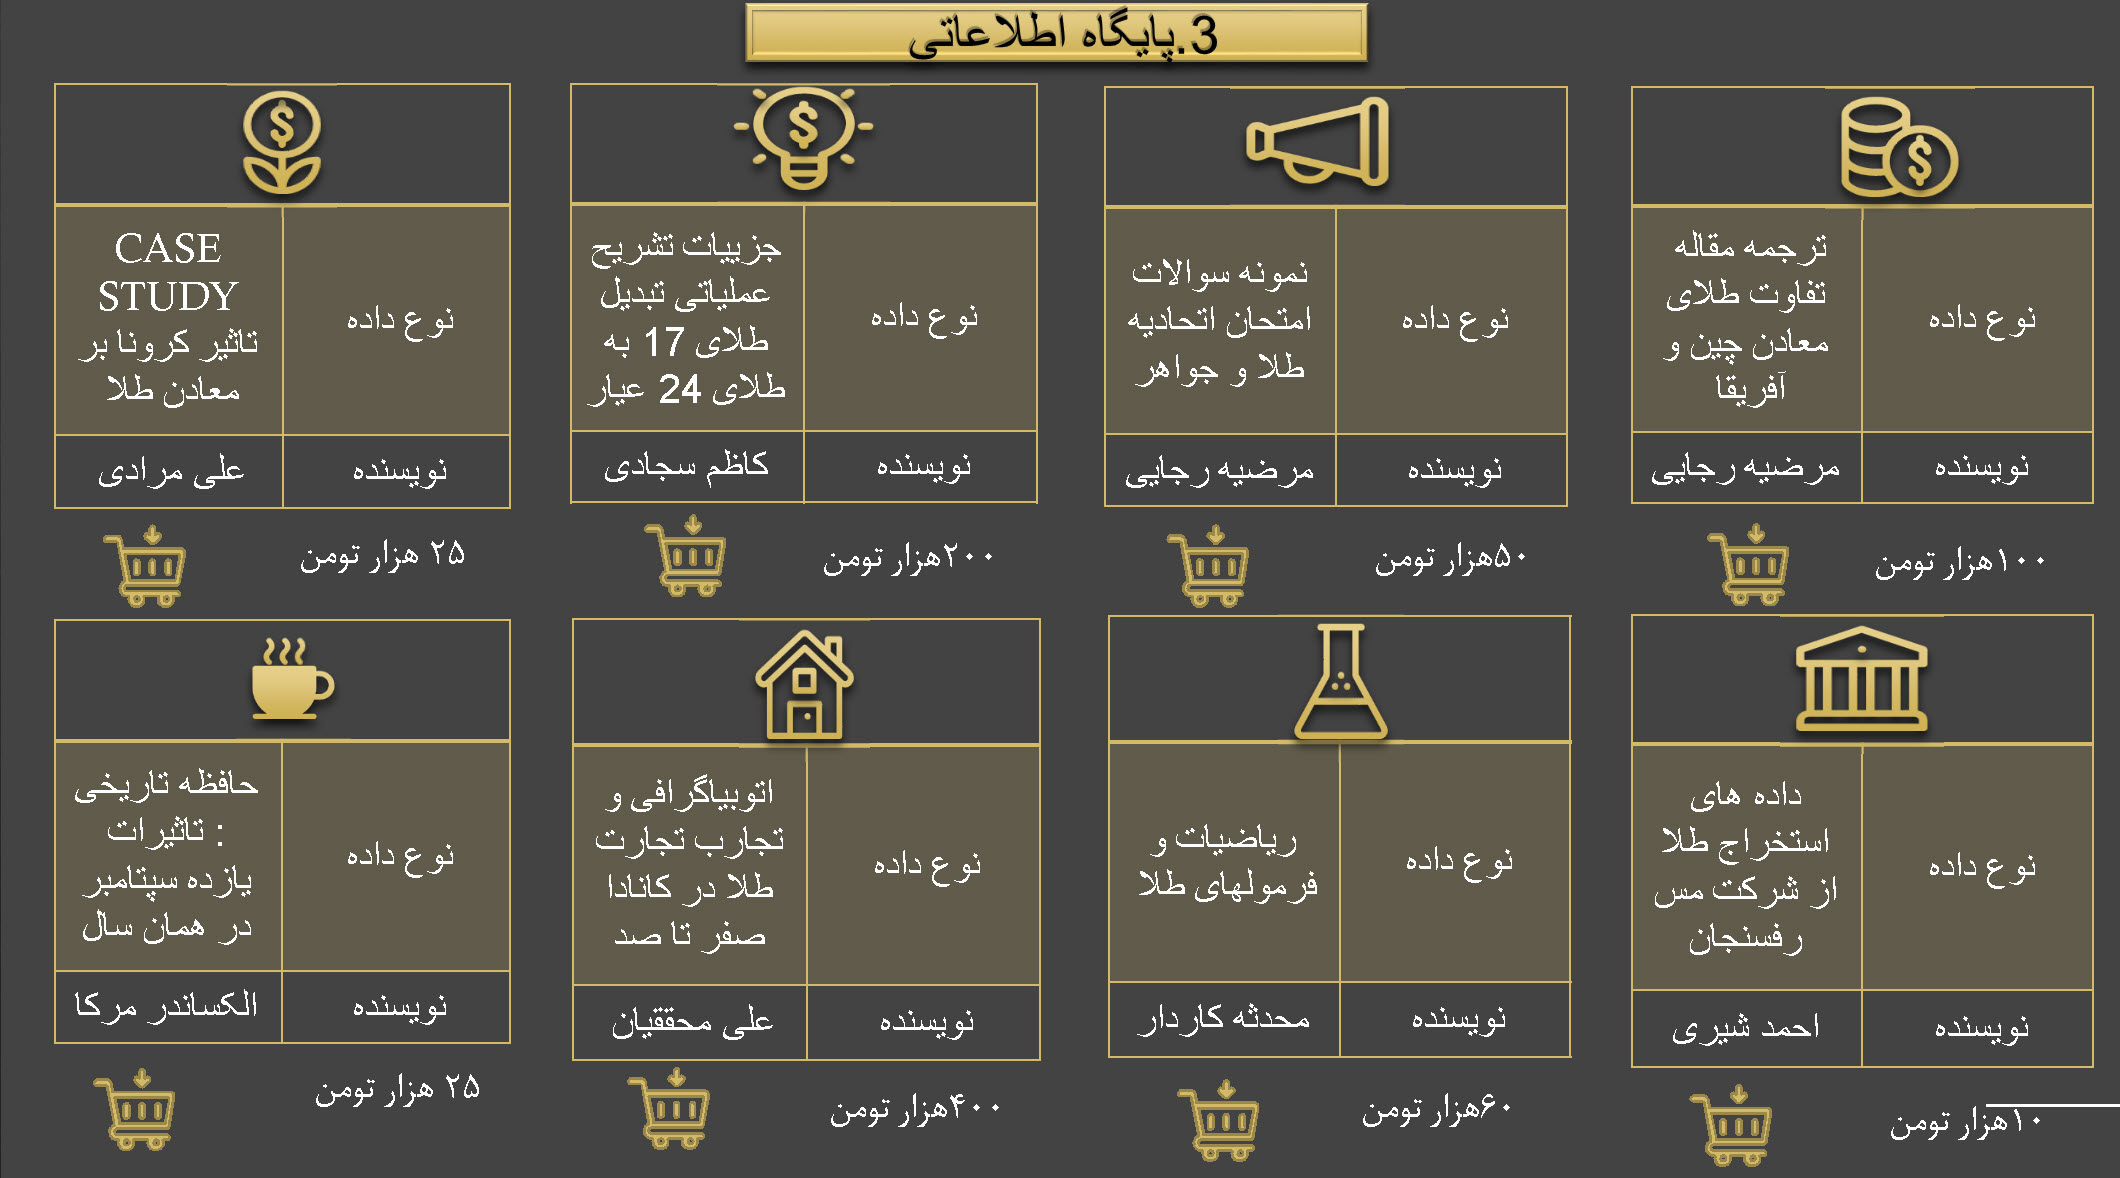 3.پایگاه اطلاعاتی
نوع داده
ترجمه مقاله
تفاوت طلای
معادن چین و
آفریقا
نویسنده
مرضیه رجایی
۱۰۰هزار تومن
نوع داده
نمونه سوالات
امتحان اتحادیه
طلا و جواهر
نویسنده
مرضیه رجایی
۵۰هزار تومن
نوع داده
جزییات تشریح
عملیاتی تبدیل
طلای 17 به
طلای 24 عیار
نویسنده
کاظم سجادی
۲۰۰هزار تومن
نوع داده
CASE
STUDY
تاثیر کرونا بر
معادن طلا
نویسنده
علی مرادی
۲۵ هزار تومن
نوع داده
داده های
استخراج طلا
از شرکت مس
رفسنجان
نویسنده
احمد شیری
۱۰هزار تومن
نوع داده
ریاضیات و
فرمولهای طلا
نویسنده
محدثه کاردار
۶۰هزار تومن
نوع داده
اتوبیاگرافی و
تجارب تجارت
طلا در کانادا
صفر تا صد
نویسنده
علی محققیان
۴۰۰هزار تومن
نوع داده
حافظه تاریخی
: تاثیرات
یازده سپتامبر
در همان سال
نویسنده
الکساندر مرکا
۲۵ هزار تومن